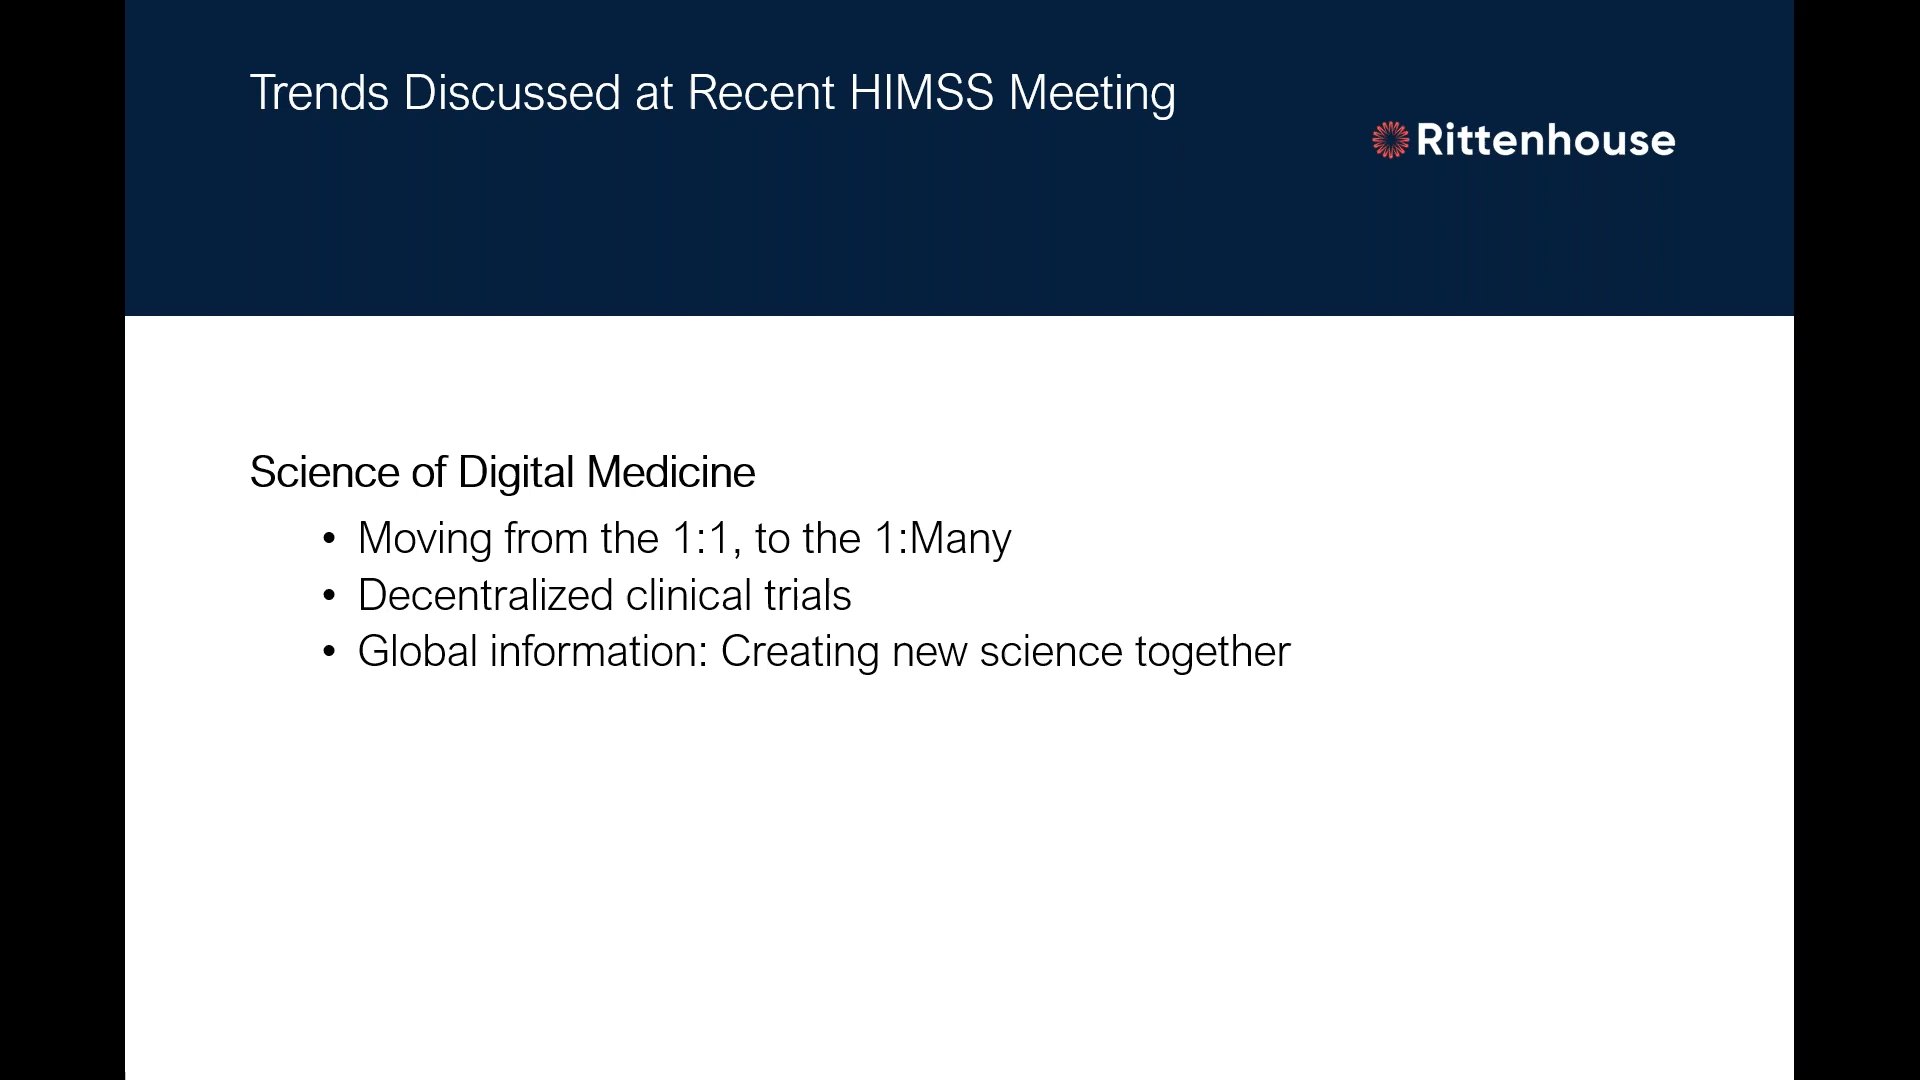 Trends Discussed at Recent HIMSS Meeting
Rittenhouse
Science of Digital Medicine
• Moving from the 1:1, to the 1:Many
• Decentralized clinical trials
• Global information: Creating new science together